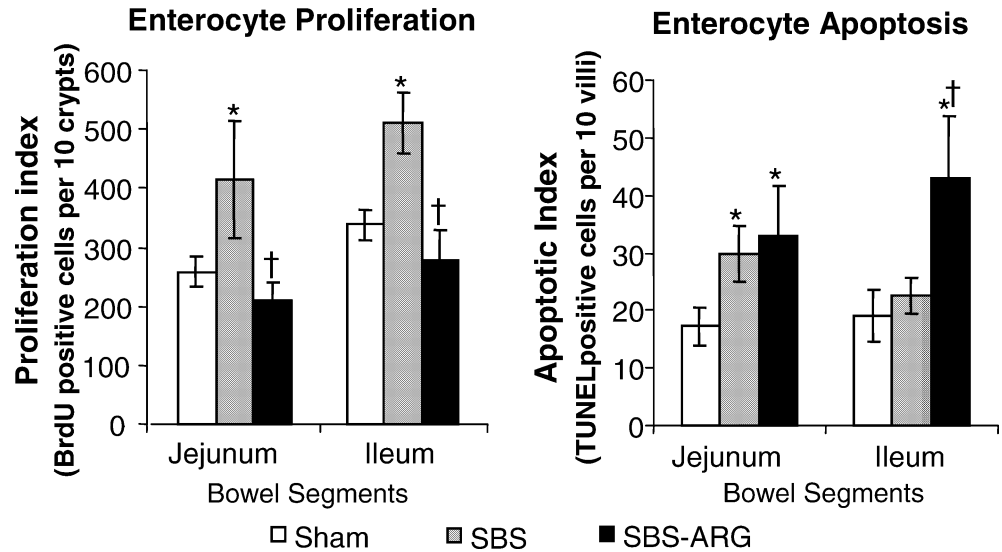 Enterocyte Proliferation
Proliferation index
(BrdU positive cells per 10 crypts)
600
500
400
300
200
100
0
*
†
*
†
Jejunum Ileum
Bowel Segments
Enterocyte Apoptosis
Apoptotic Index
(TUNELpositive cells per 10 villi)
60
50
40
30
20
10
0
*
*
*†
Jejunum Ileum
Bowel Segments
Sham SBS SBS-ARG